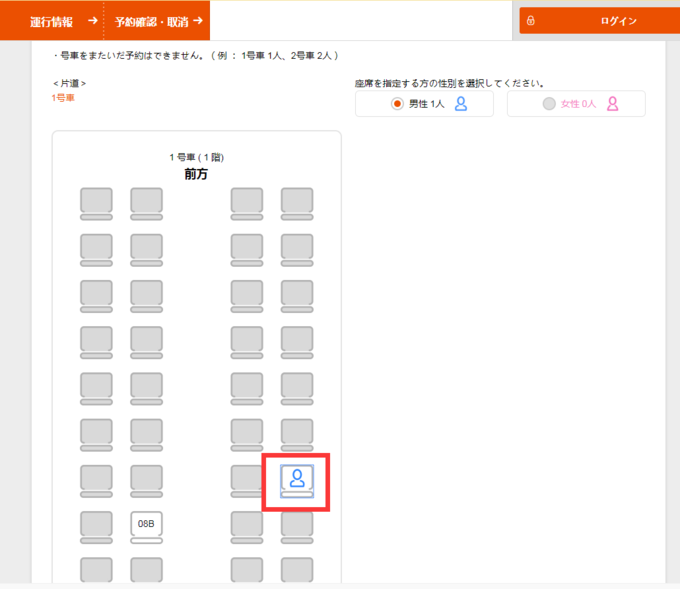 運行情報 → 予約確認・取消 → ログイン
・号車をまたいだ予約はできません。( 例 ： 1号車 1人、2号車 2人 )
＜片道＞
1号車
座席を指定する方の性別を選択してください。
男性 1人 女性 0人
1 号車 ( 1 階)
前方
08B